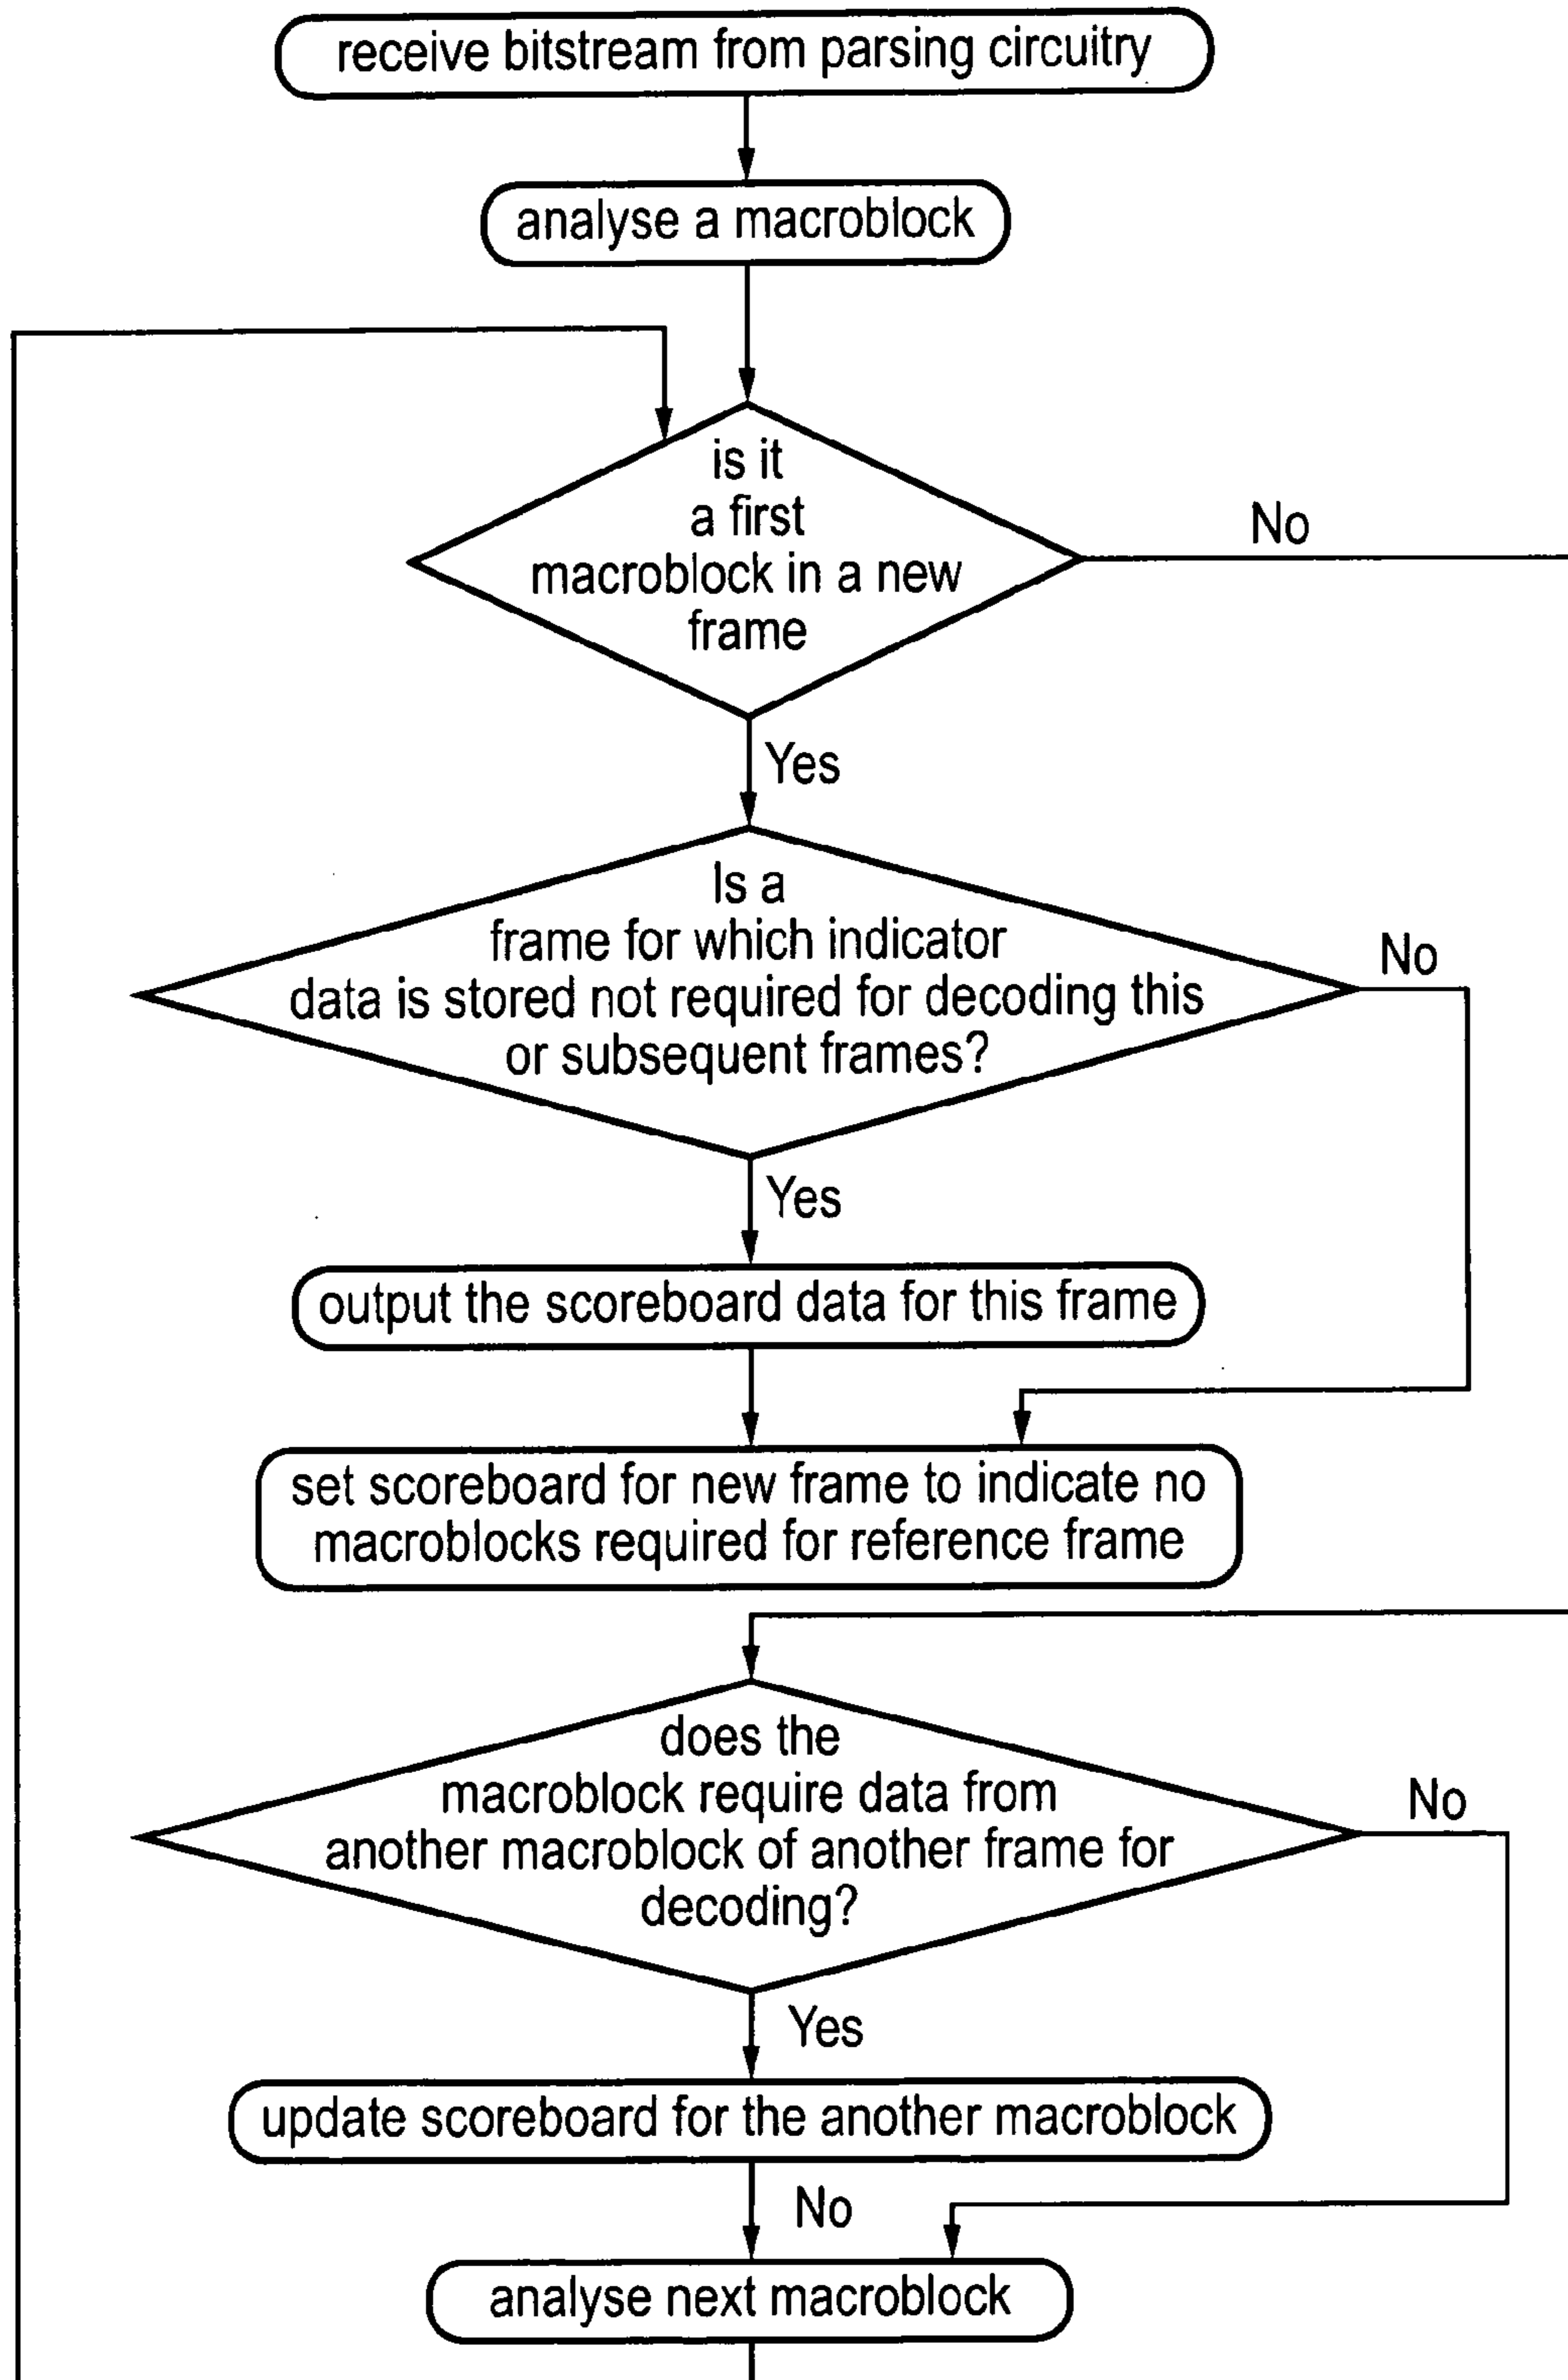 receive bitstream from parsing circuitry
analyse a macroblock
is it
a first
macroblock in a new
frame
No
Yes
Is a
frame for which indicator
data is stored not required for decoding this
or subsequent frames?
No
Yes
output the scoreboard data for this frame
set scoreboard for new frame to indicate no
macroblocks required for reference frame
does the
macroblock require data from
another macroblock of another frame for
decoding?
No
Yes
update scoreboard for the another macroblock
No
analyse next macroblock